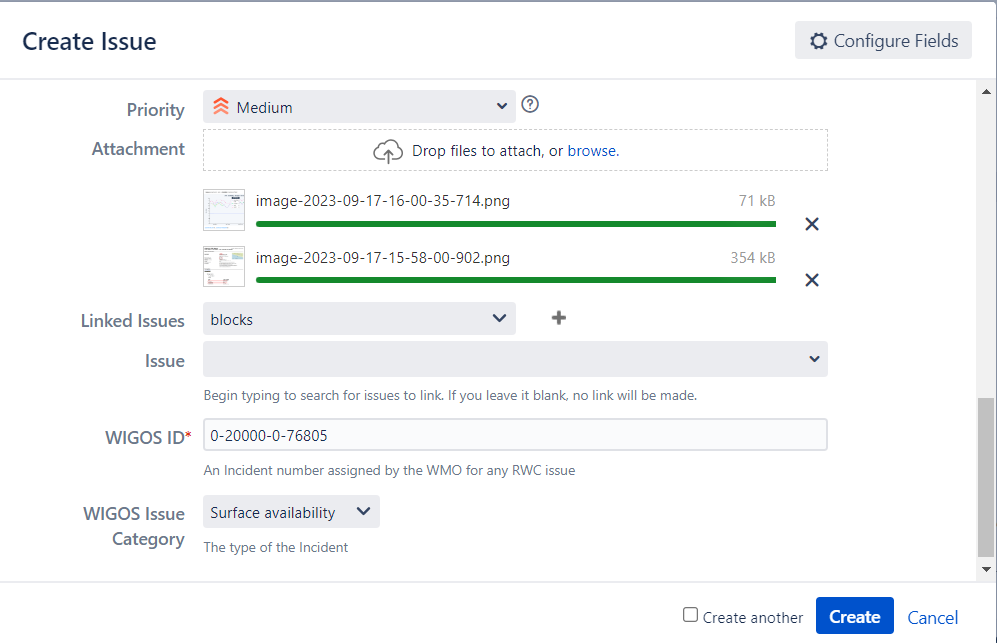 Create Issue
Configure Fields
Priority
Medium
Attachment
Drop files to attach, or browse.
image-2023-09-17-16-00-35-714.png 71 kB
image-2023-09-17-15-58-00-902.png 354 kB
Linked Issues
blocks
Issue
Begin typing to search for issues to link. If you leave it blank, no link will be made.
WIGOS ID*
0-20000-0-76805
An Incident number assigned by the WMO for any RWC issue
WIGOS Issue
Category
Surface availability
The type of the Incident
Create another
Create
Cancel